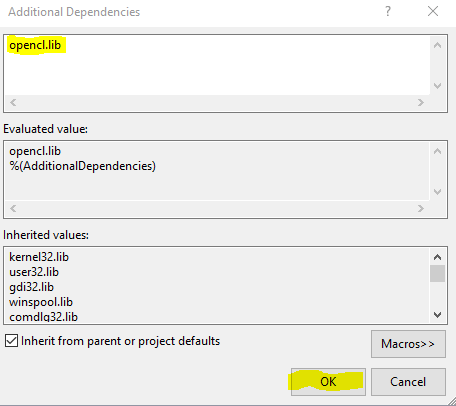 Additional Dependencies
?
opencl.lib
Evaluated value:
opencl.lib
%(AdditionalDependencies)
Inherited values:
kernel32.lib
user32.lib
gdi32.lib
winspool.lib
comdlg32.lib
Inherit from parent or project defaults
Macros>>
OK
Cancel